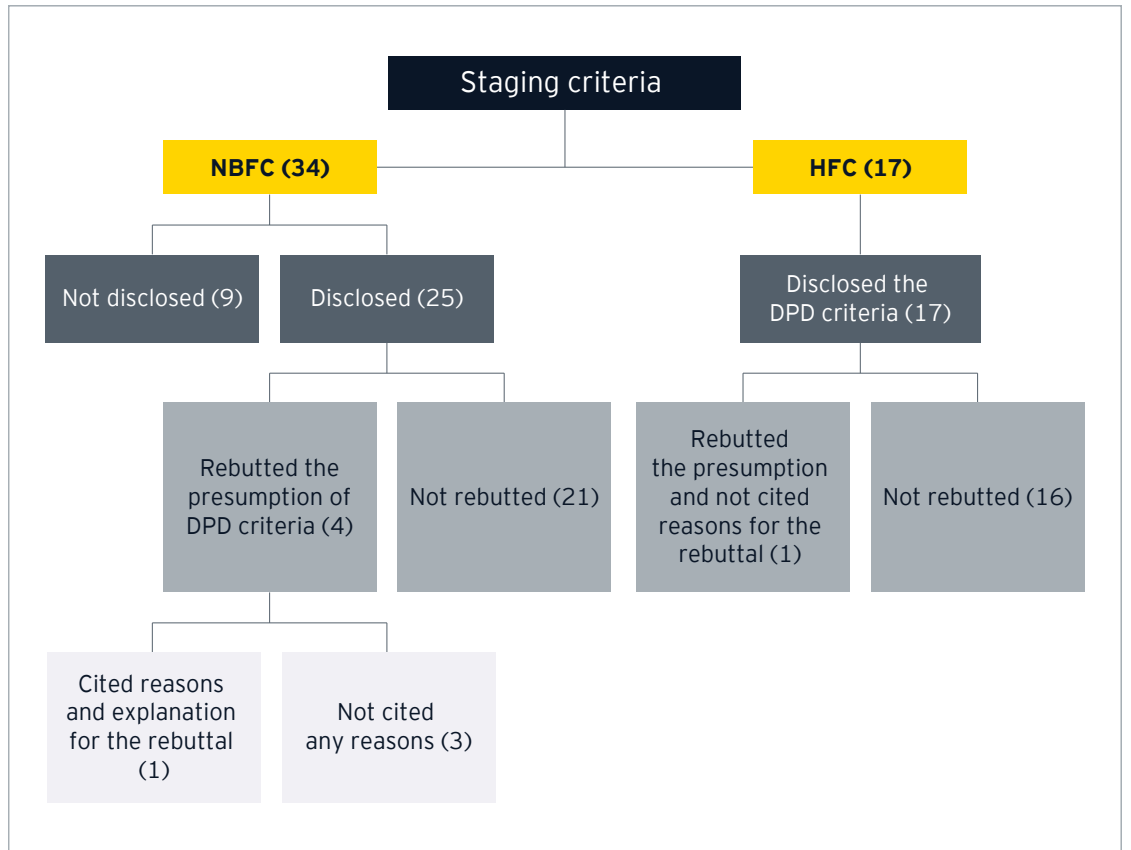 Staging criteria
NBFC (34)
HFC (17)
Not disclosed (9)
Disclosed (25)
Disclosed the
DPD criteria (17)
Rebutted the
presumption of
DPD criteria (4)
Not rebutted (21)
Rebutted
the presumption
and not cited
reasons for the
rebuttal (1)
Not rebutted (16)
Cited reasons
and explanation
for the rebuttal
(1)
Not cited
any reasons (3)